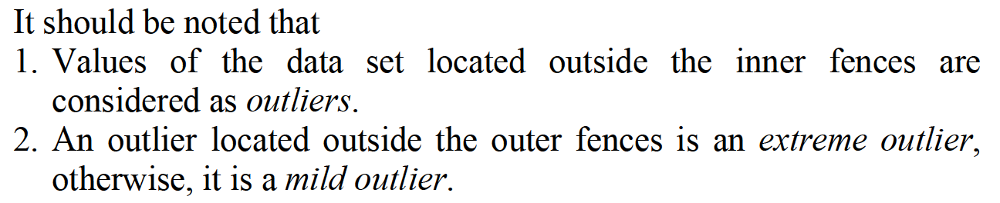 It should be noted that
1. Values of the data set located outside the inner fences are
considered as outliers.
2. An outlier located outside the outer fences is an extreme outlier,
otherwise, it is a mild outlier.